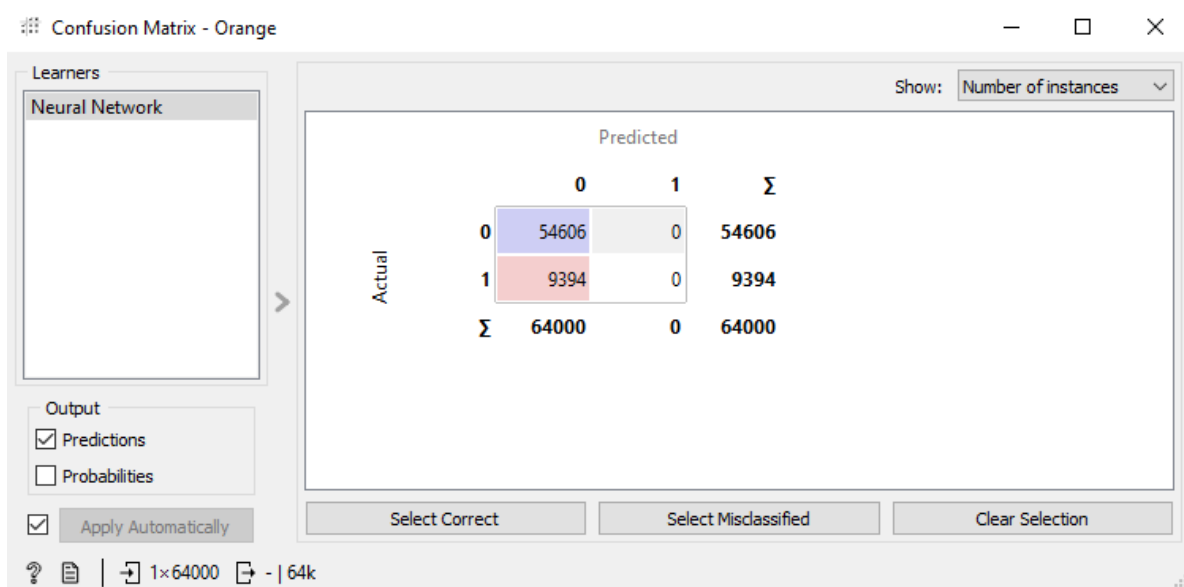 Confusion Matrix - Orange
Learners
Neural Network
Show: Number of instances
Predicted
0 1 Σ
Actual
0 54606 0 54606
1 9394 0 9394
Σ 64000 0 64000
Output
Predictions
Probabilities
Apply Automatically
Select Correct Select Misclassified Clear Selection
? 1×64000 - | 64k